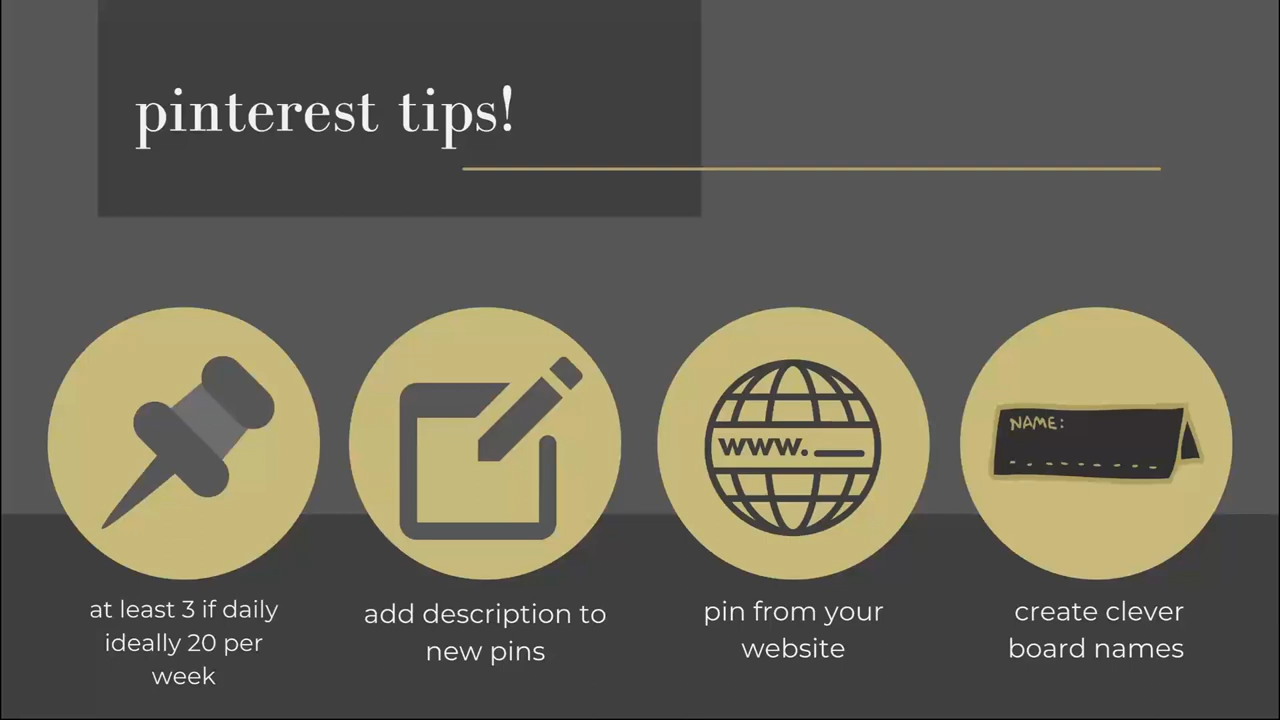 pinterest tips!
www.
NAME:
at least 3 if daily
ideally 20 per
week
add description to
new pins
pin from your
website
create clever
board names